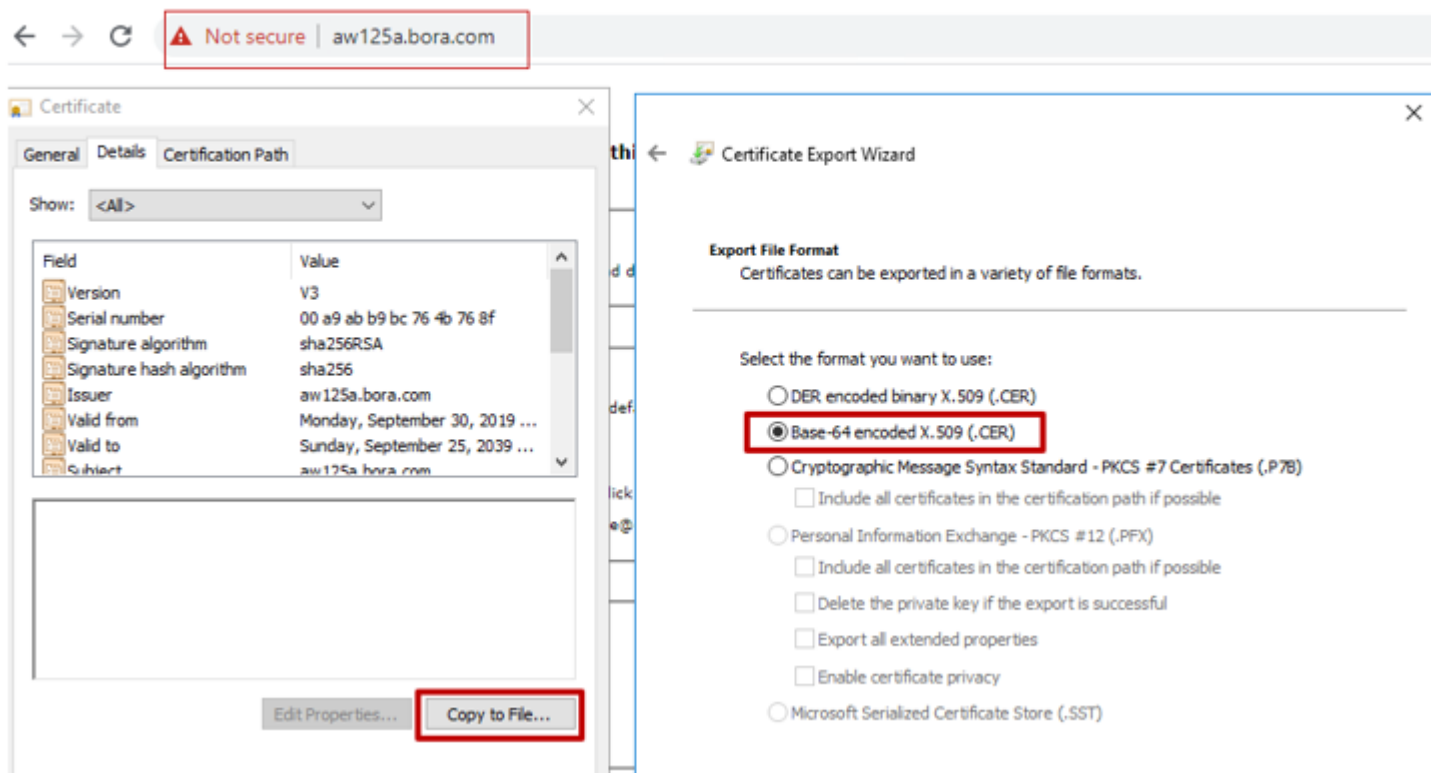 Not secure | aw125a.bora.com
Certificate
General Details Certification Path
Show: <All>
Field Value
Version V3
Serial number 00 a9 ab b9 bc 76 4b 76 8f
Signature algorithm sha256RSA
Signature hash algorithm sha256
Issuer aw125a.bora.com
Valid from Monday, September 30, 2019 ...
Valid to Sunday, September 25, 2039 ...
Subject aw125a.bora.com
Edit Properties... Copy to File...
thi
d d
def
lick
e@
Certificate Export Wizard
Export File Format
Certificates can be exported in a variety of file formats.
Select the format you want to use:
DER encoded binary X.509 (.CER)
Base-64 encoded X.509 (.CER)
Cryptographic Message Syntax Standard - PKCS #7 Certificates (.P7B)
Include all certificates in the certification path if possible
Personal Information Exchange - PKCS #12 (.PFX)
Include all certificates in the certification path if possible
Delete the private key if the export is successful
Export all extended properties
Enable certificate privacy
Microsoft Serialized Certificate Store (.SST)